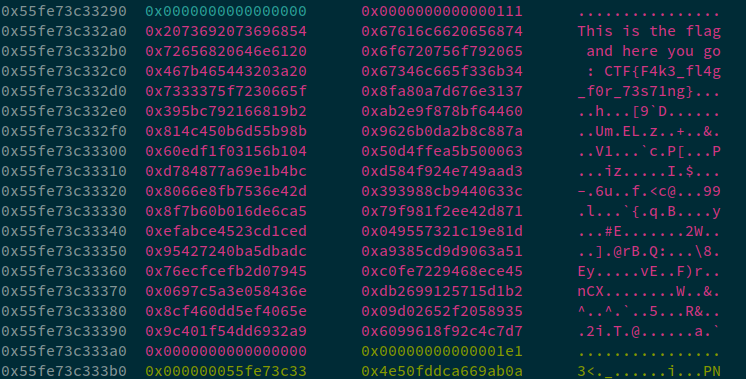 0x55fe73c33290 0x0000000000000000 0x0000000000000111 ................
0x55fe73c332a0 0x2073692073696854 0x67616c6620656874 This is the flag
0x55fe73c332b0 0x72656820646e6120 0x6f6720756f792065  and here you go
0x55fe73c332c0 0x467b465443203a20 0x67346c665f336b34  : CTF{F4k3_fl4g
0x55fe73c332d0 0x7333375f7230665f 0x8fa80a7d676e3137 _f0r_73s71ng}...
0x55fe73c332e0 0x395bc792166819b2 0xab2e9f878bf64460 ..h...[9`D......
0x55fe73c332f0 0x814c450b6d55b98b 0x9626b0da2b8c887a ..Um.EL.z..+..&.
0x55fe73c33300 0x60edf1f03156b104 0x50d4ffea5b500063 ..V1...`c.P[...P
0x55fe73c33310 0xd784877a69e1b4bc 0xd584f924e749aad3 ...iz.....I.$...
0x55fe73c33320 0x8066e8fb7536e42d 0x393988cb9440633c -.6u..f.<c@...99
0x55fe73c33330 0x8f7b60b016de6ca5 0x79f981f2ee42d871 .l...`{.q.B....y
0x55fe73c33340 0xefabce4523cd1ced 0x049557321c19e81d ...#E.......2W..
0x55fe73c33350 0x95427240ba5dbadc 0xa9385cd9d9063a51 ..].@rB.Q:...\8.
0x55fe73c33360 0x76ecfcefb2d07945 0xc0fe7229468ece45 Ey.....vE..F)r..
0x55fe73c33370 0x0697c5a3e058436e 0xdb2699125715d1b2 nCX........W..&.
0x55fe73c33380 0x8cf460dd5ef4065e 0x09d02652f2058935 ^..^.`..5...R&..
0x55fe73c33390 0x9c401f54dd6932a9 0x6099618f92c4c7d7 .2i.T.@......a.`
0x55fe73c333a0 0x0000000000000000 0x00000000000001e1 ................
0x55fe73c333b0 0x000000055fe73c33 0x4e50fddca669ab0a 3<._......i...PN